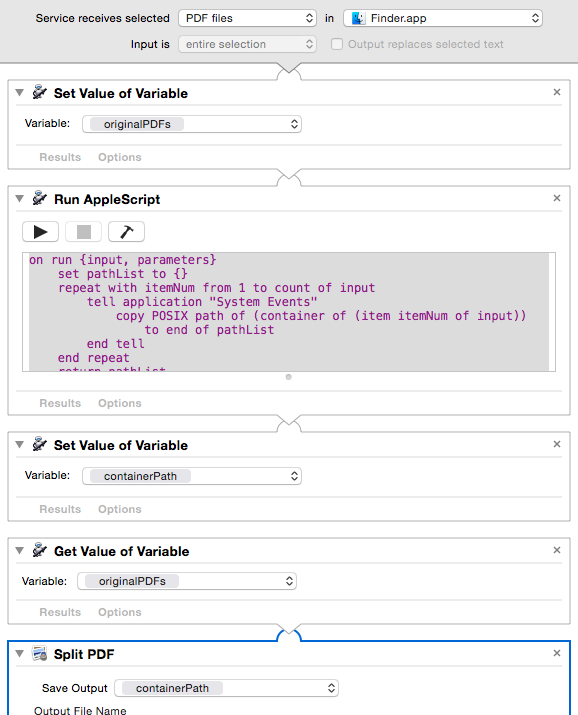 Service receives selected PDF files in Finder.app
Input is entire selection Output replaces selected text
Set Value of Variable
Variable: originalPDFs
Results Options
Run AppleScript
on run {input, parameters}
set pathList to {}
repeat with itemNum from 1 to count of input
tell application "System Events"
copy POSIX path of (container of (item itemNum of input))
to end of pathList
end tell
end repeat
return pathList
Results Options
Set Value of Variable
Variable: containerPath
Results Options
Get Value of Variable
Variable: originalPDFs
Results Options
Split PDF
Save Output containerPath
Output File Name